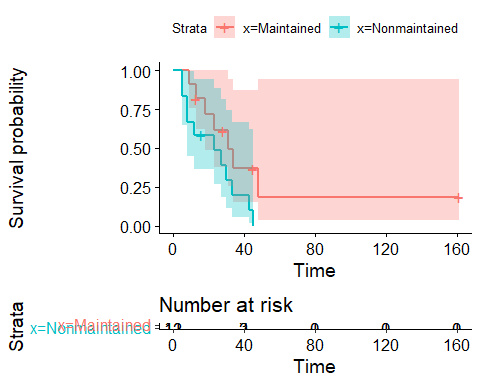 Strata x=Maintained x=Nonmaintained
Survival probability
1.00
0.75
0.50
0.25
0.00
0 40 80 120 160
Time
Number at risk
Strata
x=Maintained
x=Nonmaintained
0 40 80 120 160
Time